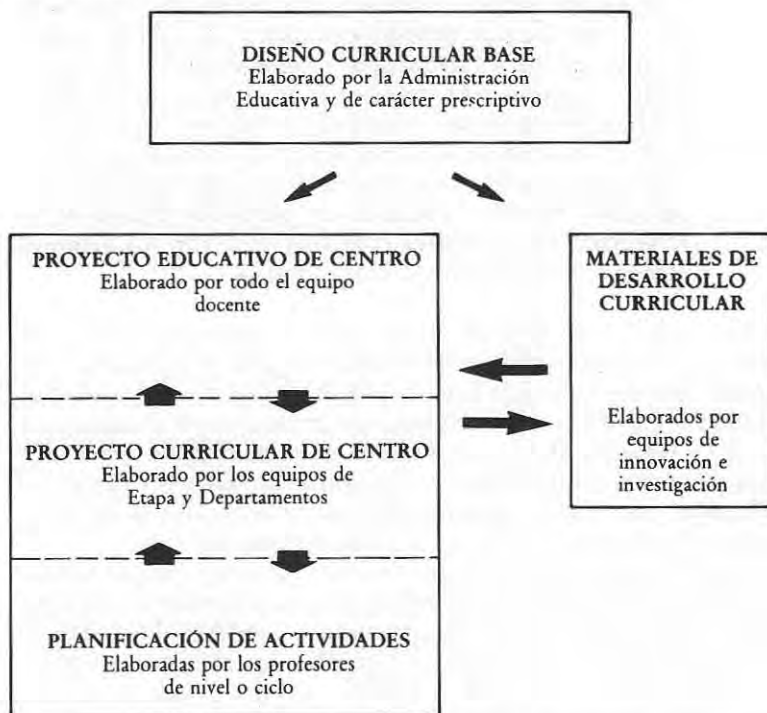 DISEÑO CURRICULAR BASE
Elaborado por la Administración
Educativa y de carácter prescriptivo
PROYECTO EDUCATIVO DE CENTRO
Elaborado por todo el equipo
docente
PROYECTO CURRICULAR DE CENTRO
Elaborado por los equipos de
Etapa y Departamentos
PLANIFICACIÓN DE ACTIVIDADES
Elaboradas por los profesores
de nivel o ciclo
MATERIALES DE
DESARROLLO
CURRICULAR
Elaborados por
equipos de
innovación e
investigación